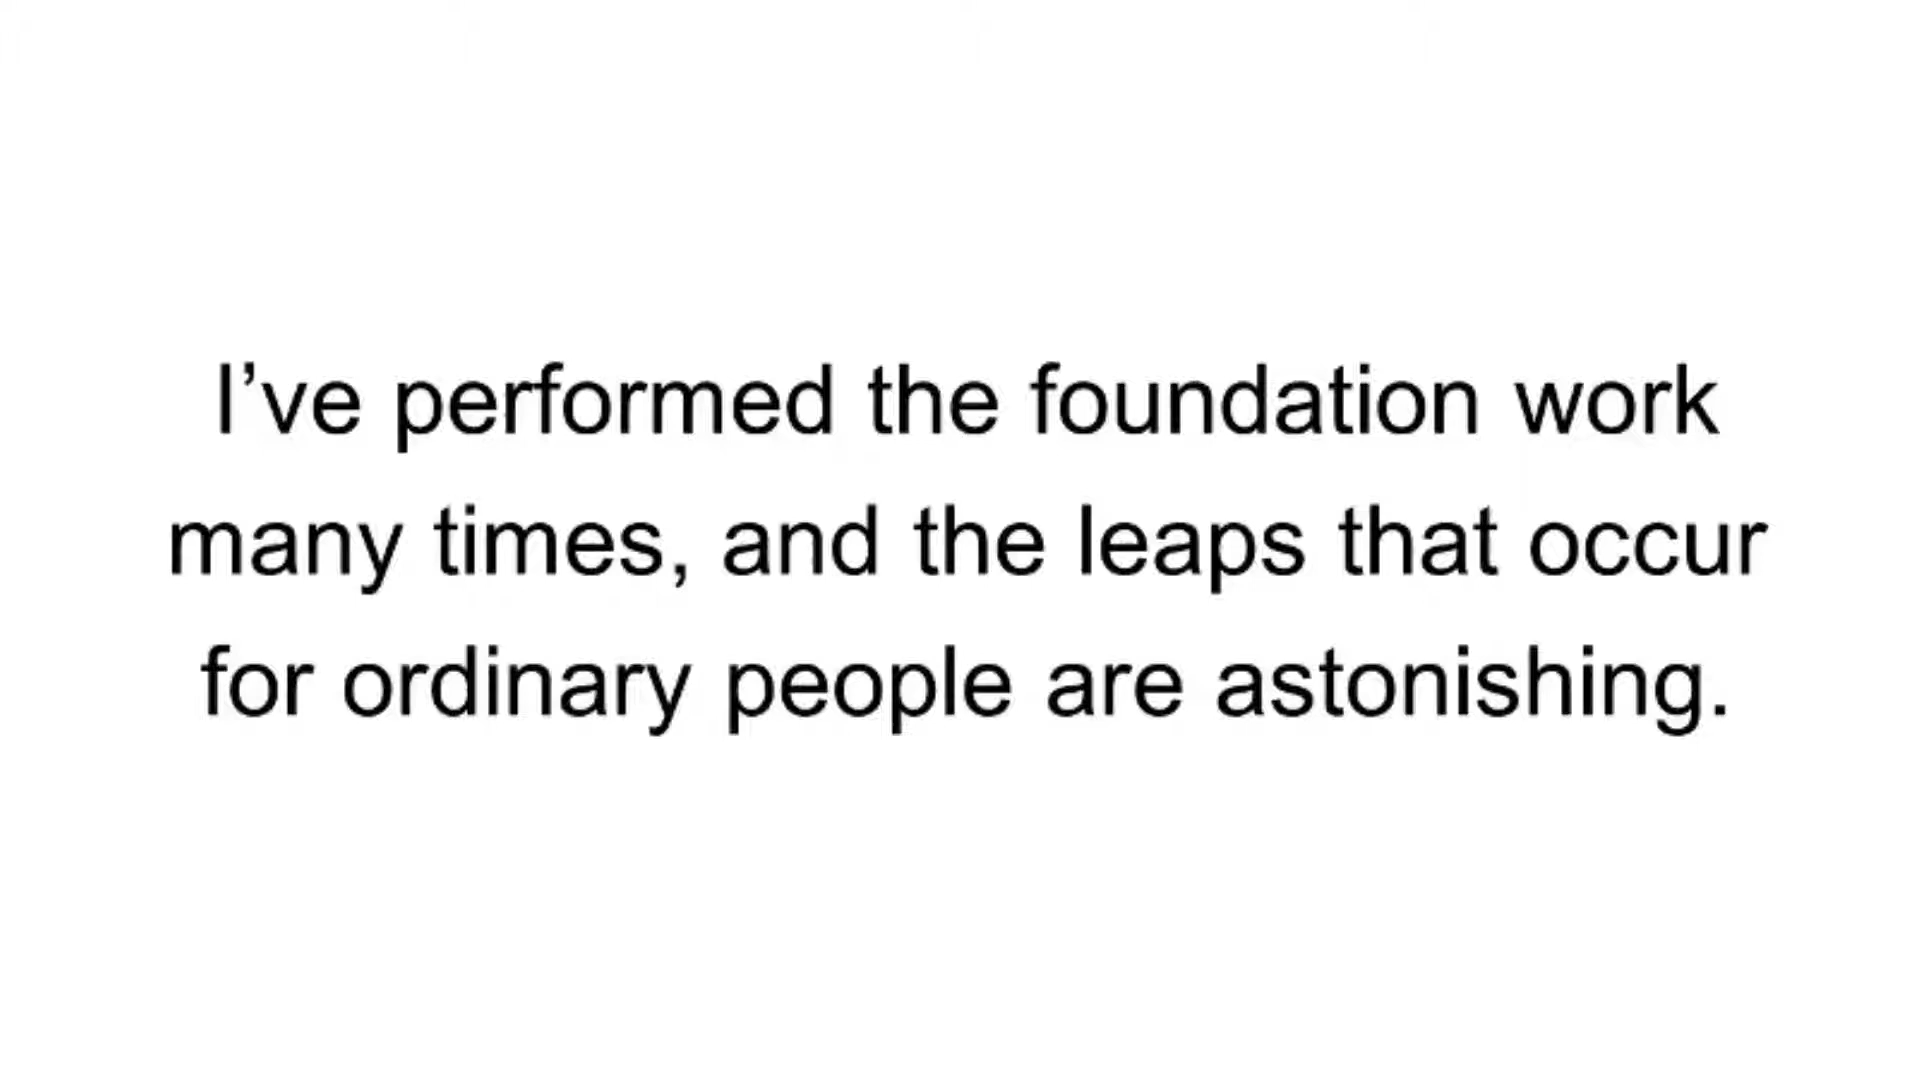 I’ve performed the foundation work
many times, and the leaps that occur
for ordinary people are astonishing.